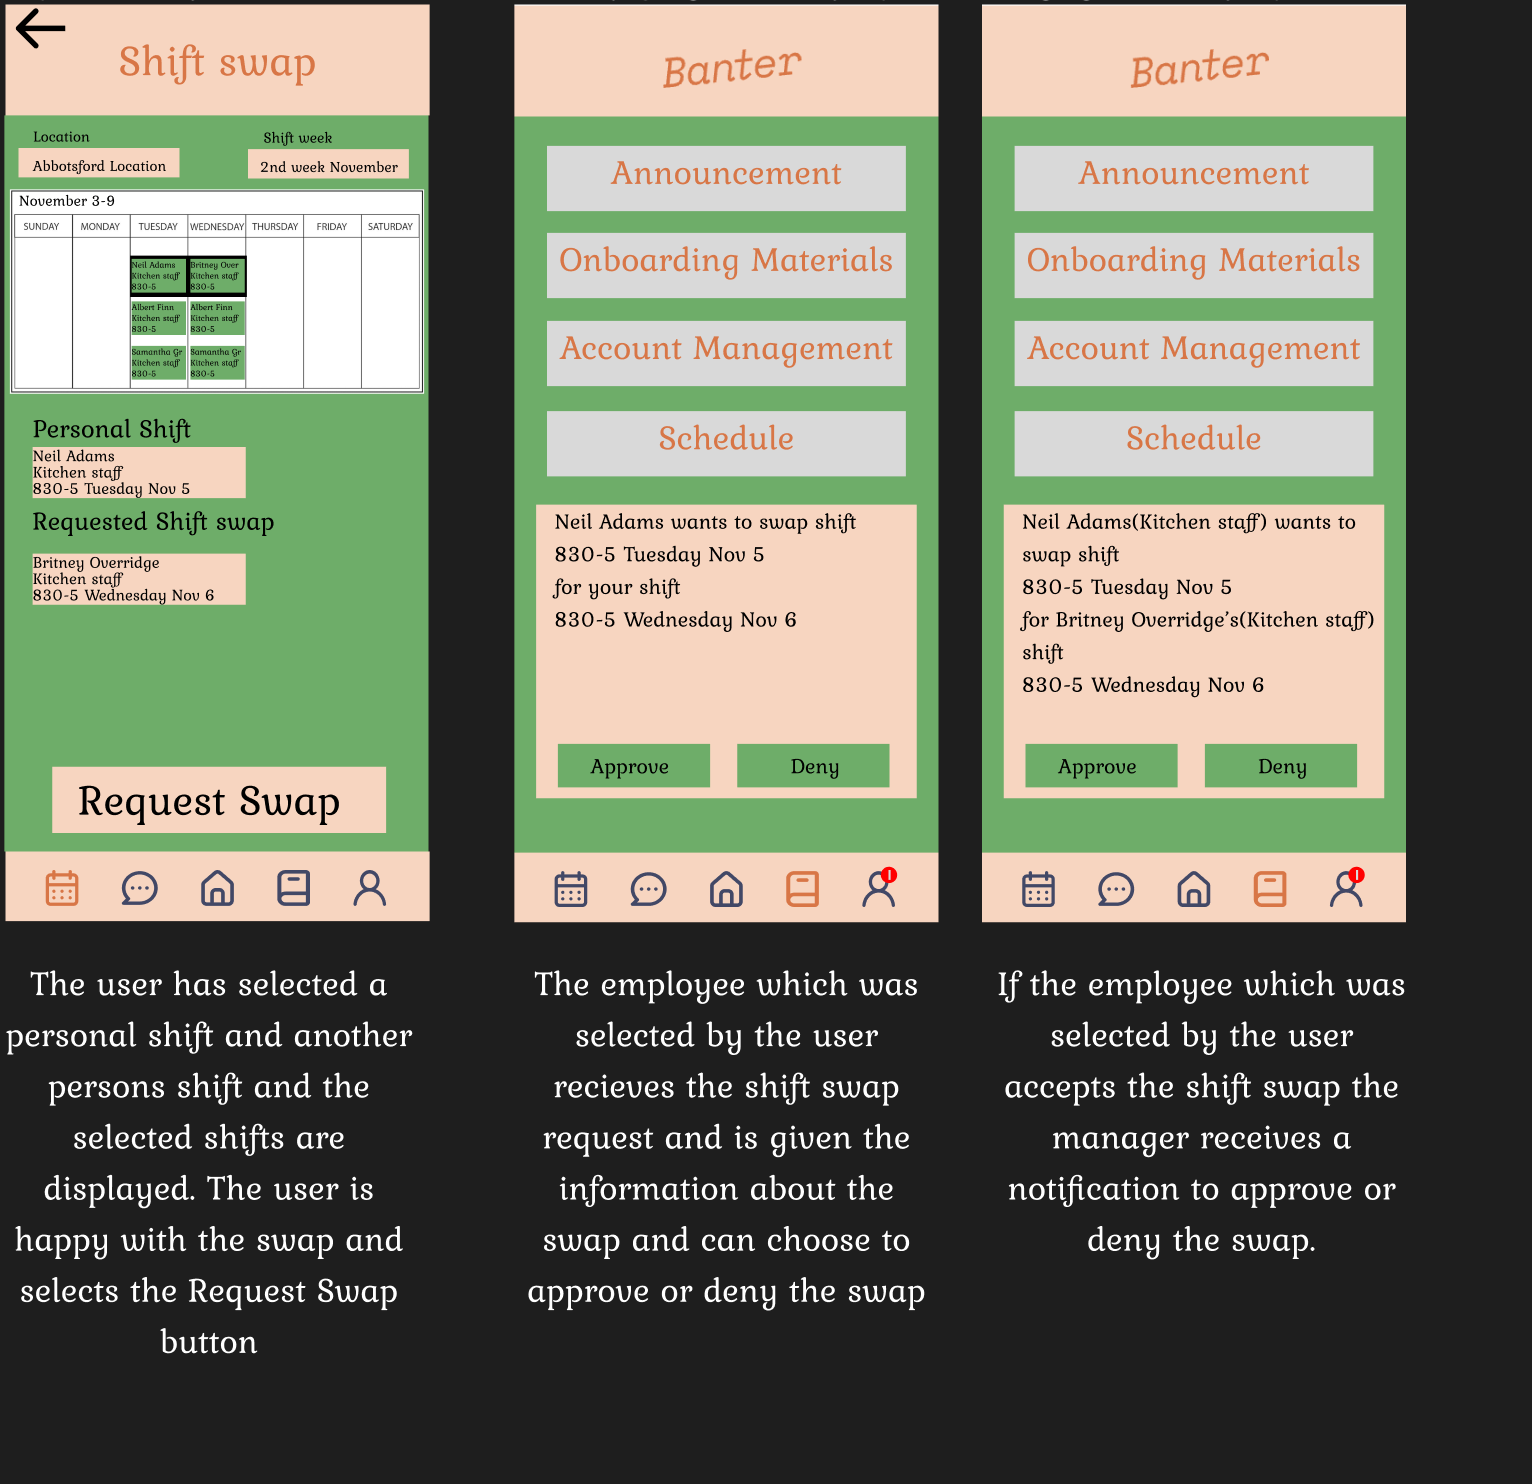 Shift swap
Location
Shift week
Abbotsford Location
2nd week November
November 3-9
SUNDAY MONDAY TUESDAY WEDNESDAY THURSDAY FRIDAY SATURDAY
Neil Adams
Kitchen staff
830-5
Britney Over
Kitchen staff
830-5
Albert Finn
Kitchen staff
830-5
Albert Finn
Kitchen staff
830-5
Samantha Gr
Kitchen staff
830-5
Samantha Gr
Kitchen staff
830-5
Personal Shift
Neil Adams
Kitchen staff
830-5 Tuesday Nov 5
Requested Shift swap
Britney Overridge
Kitchen staff
830-5 Wednesday Nov 6
Request Swap
The user has selected a
personal shift and another
persons shift and the
selected shifts are
displayed. The user is
happy with the swap and
selects the Request Swap
button
Banter
Announcement
Onboarding Materials
Account Management
Schedule
Neil Adams wants to swap shift
830-5 Tuesday Nov 5
for your shift
830-5 Wednesday Nov 6
Approve
Deny
!
The employee which was
selected by the user
recieves the shift swap
request and is given the
information about the
swap and can choose to
approve or deny the swap
Banter
Announcement
Onboarding Materials
Account Management
Schedule
Neil Adams(Kitchen staff) wants to
swap shift
830-5 Tuesday Nov 5
for Britney Overridge's(Kitchen staff)
shift
830-5 Wednesday Nov 6
Approve
Deny
!
If the employee which was
selected by the user
accepts the shift swap the
manager receives a
notification to approve or
deny the swap.